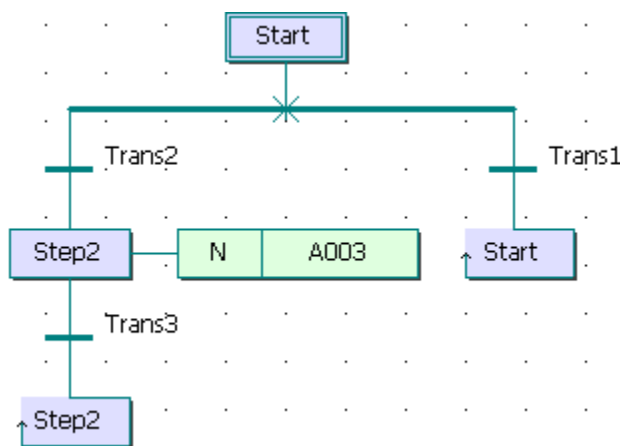 Start
Trans2
Trans1
Step2 N A003 Start
Trans3
Step2